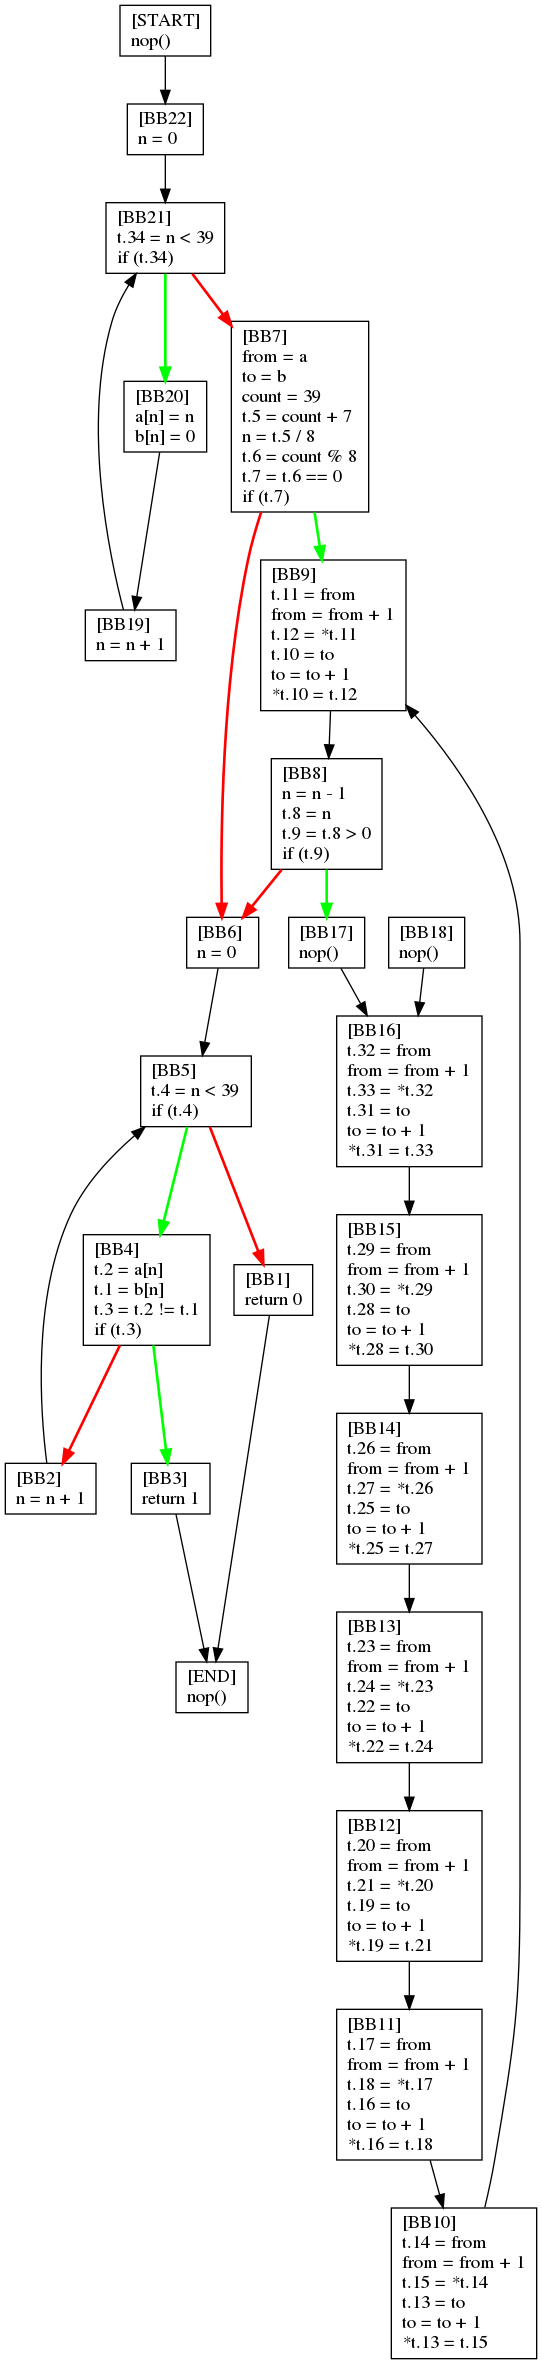 [START]
nop()
[BB22]
n = 0
[BB21]
t.34 = n < 39
if (t.34)
[BB7]
from = a
to = b
count = 39
t.5 = count + 7
n = t.5 / 8
t.6 = count % 8
t.7 = t.6 == 0
if (t.7)
[BB20]
a[n] = n
b[n] = 0
[BB19]
n = n + 1
[BB9]
t.11 = from
from = from + 1
t.12 = *t.11
t.10 = to
to = to + 1
*t.10 = t.12
[BB8]
n = n - 1
t.8 = n
t.9 = t.8 > 0
if (t.9)
[BB6]
n = 0
[BB17]
nop()
[BB18]
nop()
[BB16]
t.32 = from
from = from + 1
t.33 = *t.32
t.31 = to
to = to + 1
*t.31 = t.33
[BB5]
t.4 = n < 39
if (t.4)
[BB15]
t.29 = from
from = from + 1
t.30 = *t.29
t.28 = to
to = to + 1
*t.28 = t.30
[BB4]
t.2 = a[n]
t.1 = b[n]
t.3 = t.2 != t.1
if (t.3)
[BB1]
return 0
[BB14]
t.26 = from
from = from + 1
t.27 = *t.26
t.25 = to
to = to + 1
*t.25 = t.27
[BB2]
n = n + 1
[BB3]
return 1
[BB13]
t.23 = from
from = from + 1
t.24 = *t.23
t.22 = to
to = to + 1
*t.22 = t.24
[END]
nop()
[BB12]
t.20 = from
from = from + 1
t.21 = *t.20
t.19 = to
to = to + 1
*t.19 = t.21
[BB11]
t.17 = from
from = from + 1
t.18 = *t.17
t.16 = to
to = to + 1
*t.16 = t.18
[BB10]
t.14 = from
from = from + 1
t.15 = *t.14
t.13 = to
to = to + 1
*t.13 = t.15